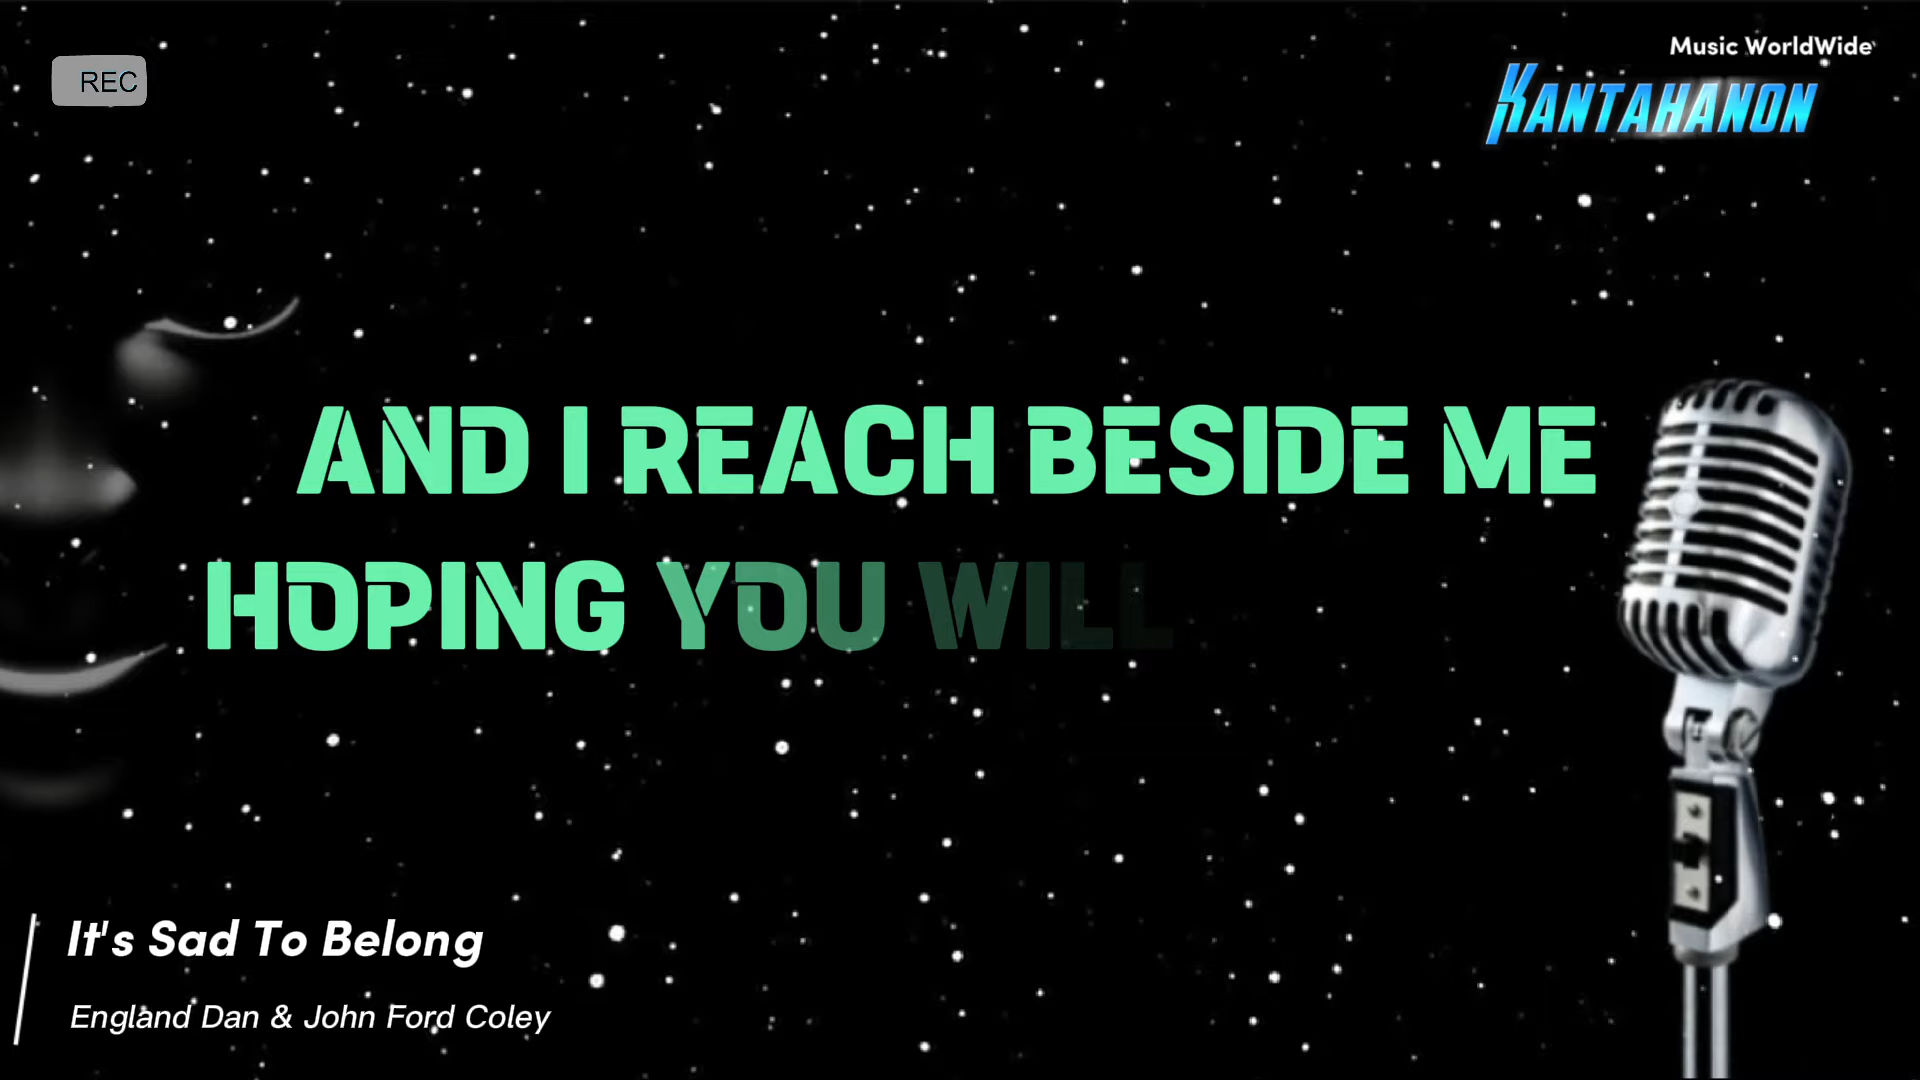 REC
Music WorldWide
KANTAHANON
AND I REACH BESIDE ME
HOPING YOU WILL
It's Sad To Belong
England Dan & John Ford Coley